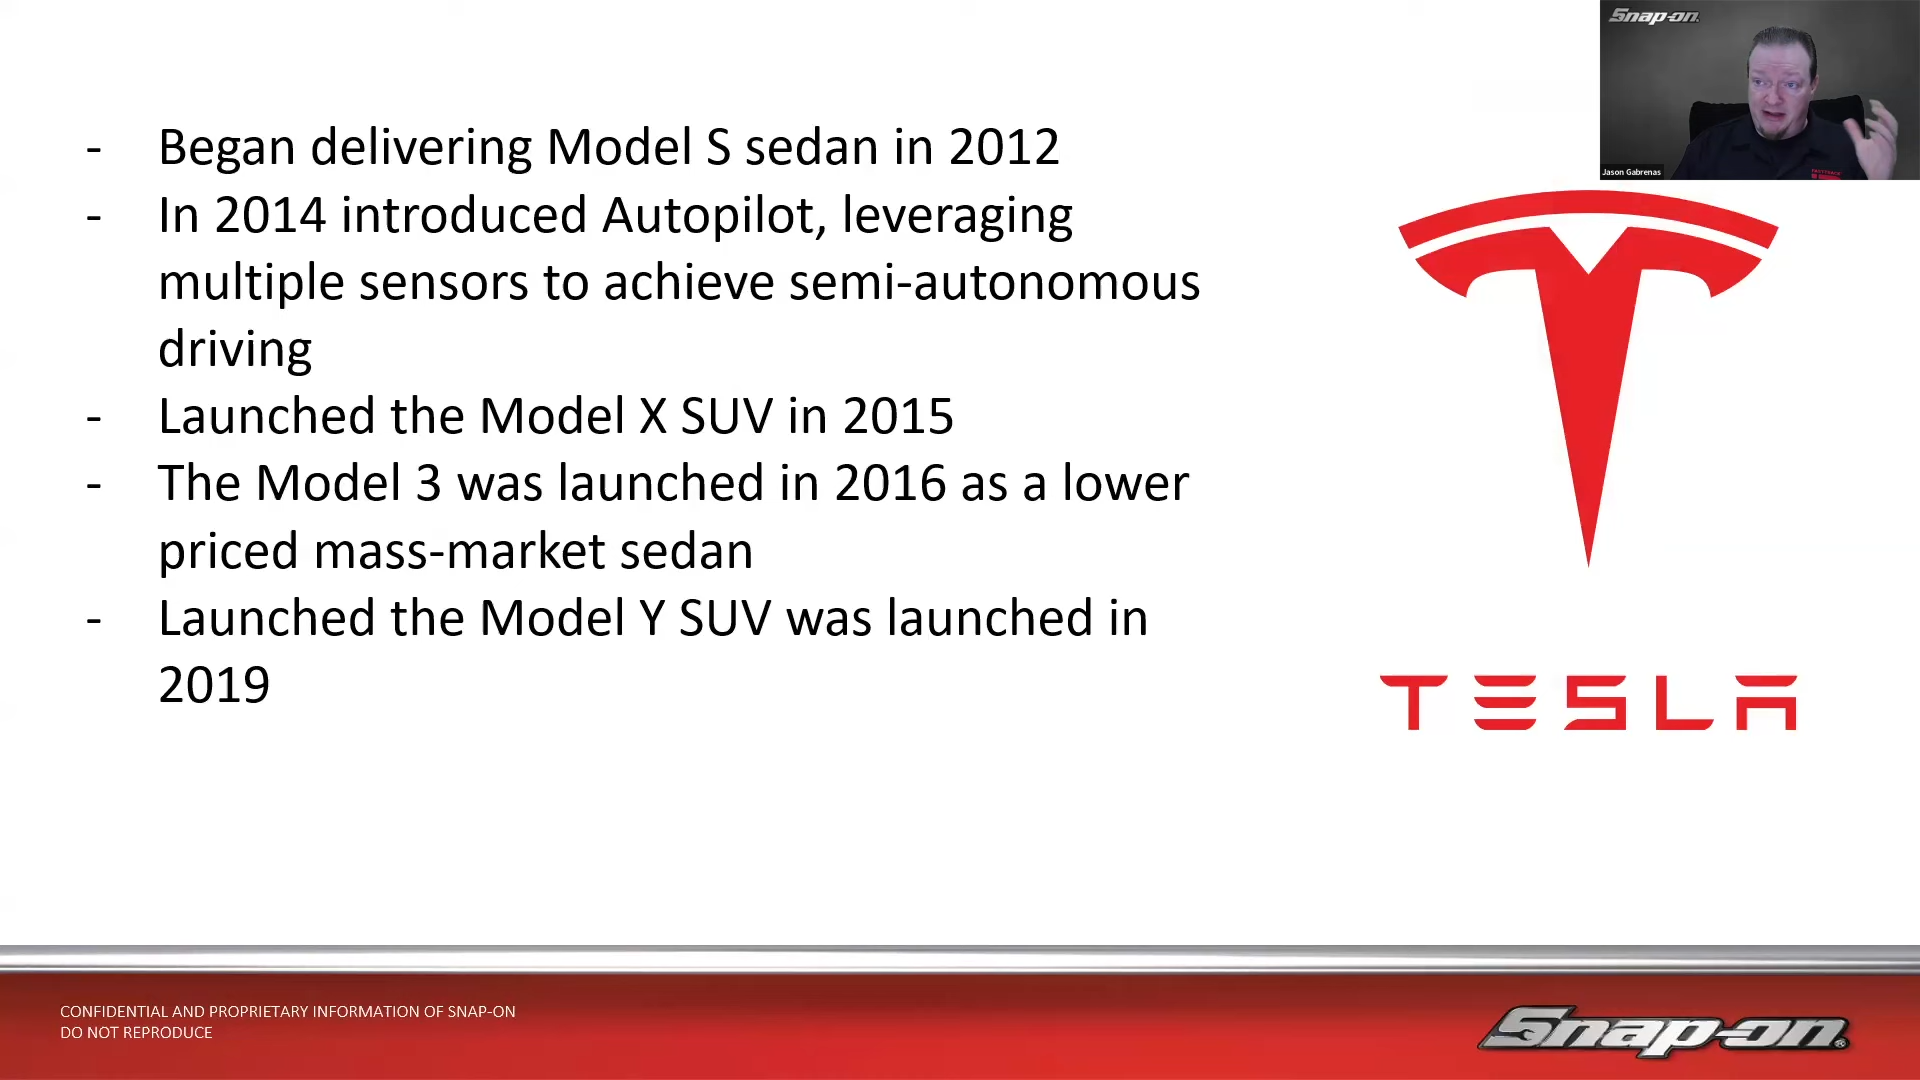 Snap-on
Jason Gabrenas
- Began delivering Model S sedan in 2012
- In 2014 introduced Autopilot, leveraging
multiple sensors to achieve semi-autonomous
driving
- Launched the Model X SUV in 2015
- The Model 3 was launched in 2016 as a lower
priced mass-market sedan
- Launched the Model Y SUV was launched in
2019
TESLA
CONFIDENTIAL AND PROPRIETARY INFORMATION OF SNAP-ON
DO NOT REPRODUCE
Snap-on®